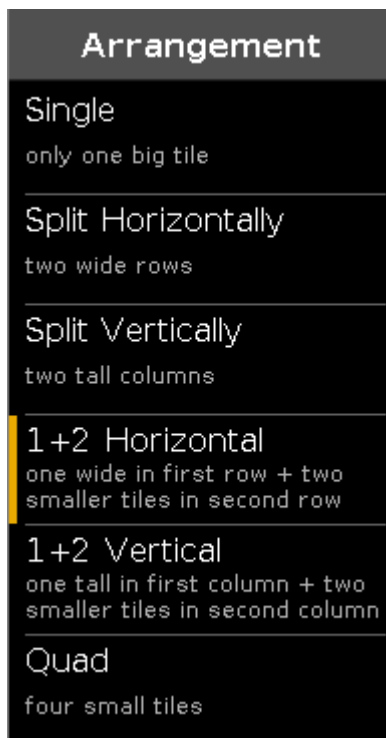 Arrangement
Single
only one big tile
Split Horizontally
two wide rows
Split Vertically
two tall columns
1+2 Horizontal
one wide in first row + two
smaller tiles in second row
1+2 Vertical
one tall in first column + two
smaller tiles in second column
Quad
four small tiles